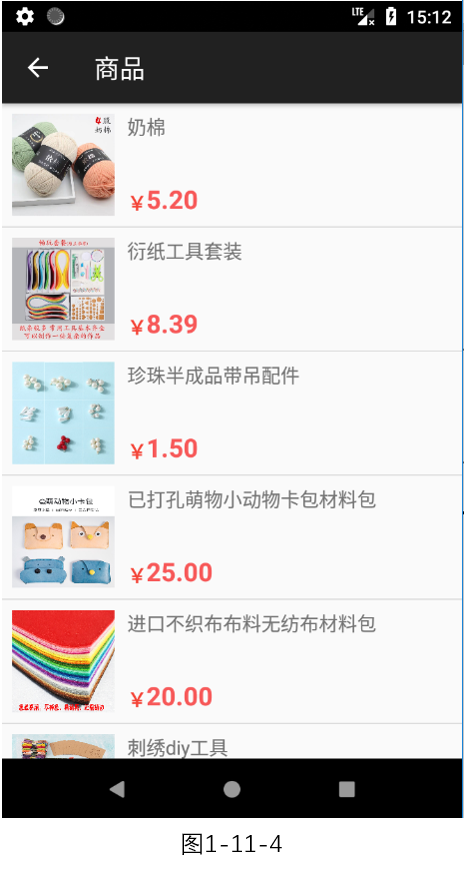 LTE
15:12
商品
奶棉
¥5.20
衍纸工具套装
¥8.39
珍珠半成品带吊配件
¥1.50
已打孔萌物小动物卡包材料包
¥25.00
进口不织布布料无纺布材料包
¥20.00
刺绣diy工具
图1-11-4